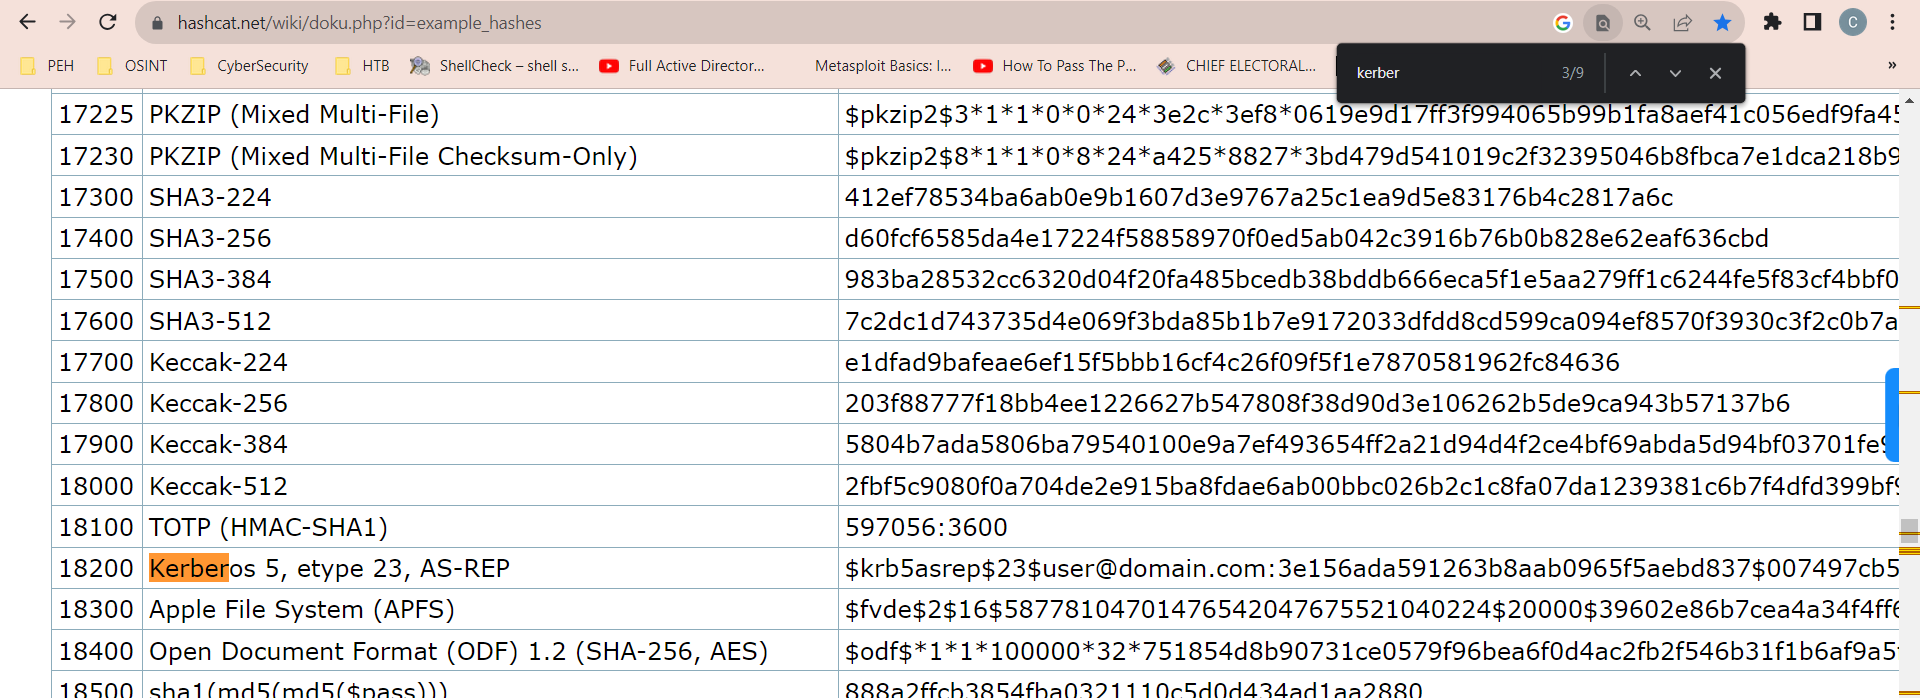 hashcat.net/wiki/doku.php?id=example_hashes
C
PEH OSINT CyberSecurity HTB ShellCheck – shell s... Full Active Director... Metasploit Basics: I... How To Pass The P... CHIEF ELECTORAL... »
kerber 3/9
17225 PKZIP (Mixed Multi-File) $pkzip2$3*1*1*0*0*24*3e2c*3ef8*0619e9d17ff3f994065b99b1fa8aef41c056edf9fa45
17230 PKZIP (Mixed Multi-File Checksum-Only) $pkzip2$8*1*1*0*8*24*a425*8827*3bd479d541019c2f32395046b8fbca7e1dca218b9
17300 SHA3-224 412ef78534ba6ab0e9b1607d3e9767a25c1ea9d5e83176b4c2817a6c
17400 SHA3-256 d60fcf6585da4e17224f58858970f0ed5ab042c3916b76b0b828e62eaf636cbd
17500 SHA3-384 983ba28532cc6320d04f20fa485bcedb38bddb666eca5f1e5aa279ff1c6244fe5f83cf4bbf0
17600 SHA3-512 7c2dc1d743735d4e069f3bda85b1b7e9172033dfdd8cd599ca094ef8570f3930c3f2c0b7a
17700 Keccak-224 e1dfad9bafeae6ef15f5bbb16cf4c26f09f5f1e7870581962fc84636
17800 Keccak-256 203f88777f18bb4ee1226627b547808f38d90d3e106262b5de9ca943b57137b6
17900 Keccak-384 5804b7ada5806ba79540100e9a7ef493654ff2a21d94d4f2ce4bf69abda5d94bf03701fe9
18000 Keccak-512 2fbf5c9080f0a704de2e915ba8fdae6ab00bbc026b2c1c8fa07da1239381c6b7f4dfd399bf9
18100 TOTP (HMAC-SHA1) 597056:3600
18200 Kerberos 5, etype 23, AS-REP $krb5asrep$23$user@domain.com:3e156ada591263b8aab0965f5aebd837$007497cb5
18300 Apple File System (APFS) $fvde$2$16$58778104701476542047675521040224$20000$39602e86b7cea4a34f4ff6
18400 Open Document Format (ODF) 1.2 (SHA-256, AES) $odf$*1*1*100000*32*751854d8b90731ce0579f96bea6f0d4ac2fb2f546b31f1b6af9a5f
18500 sha1(md5(md5($pass))) 888a2ffcb3854fba0321110c5d0d434ad1aa2880